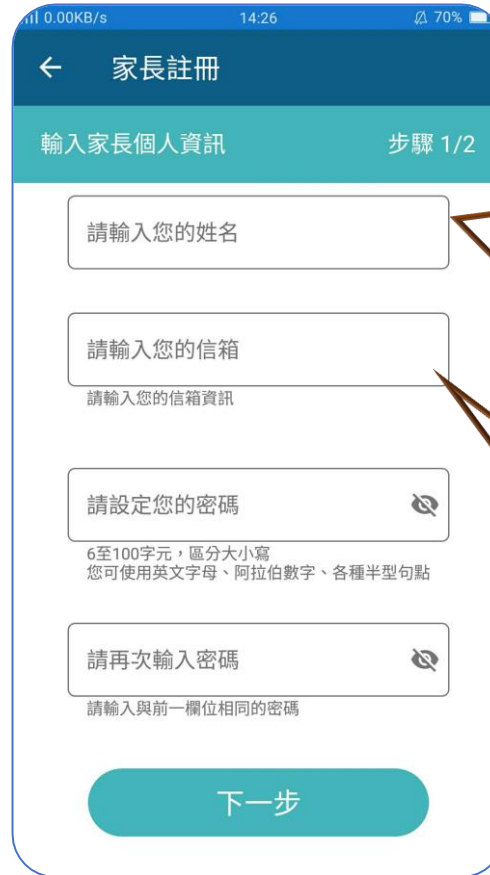 0.00KB/s 14:26 70%
家長註冊
輸入家長個人資訊 步驟 1/2
請輸入您的姓名
請輸入您的信箱
請輸入您的信箱資訊
請設定您的密碼
6至100字元，區分大小寫
您可使用英文字母、阿拉伯數字、各種半型句點
請再次輸入密碼
請輸入與前一欄位相同的密碼
下一步